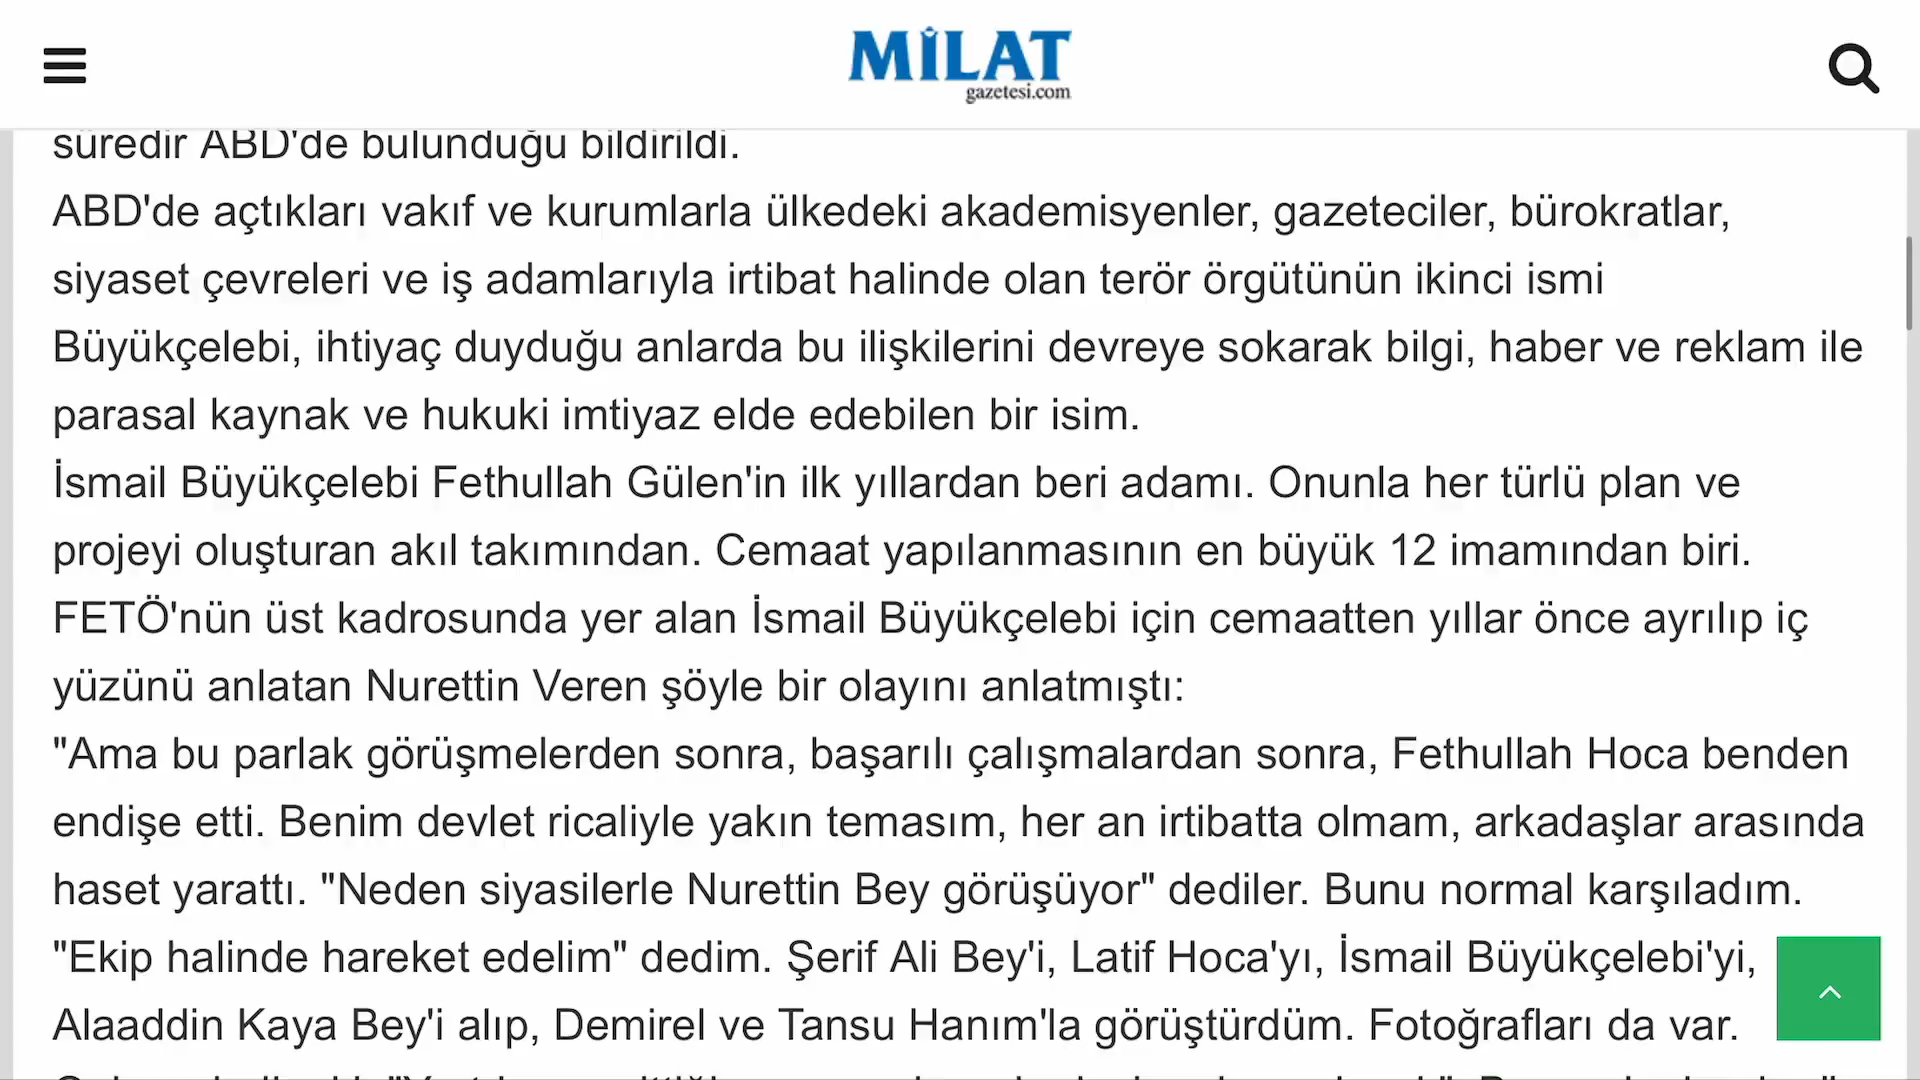 MİLAT
gazetesi.com
süredir ABD'de bulunduğu bildirildi.
ABD'de açtıkları vakıf ve kurumlarla ülkedeki akademisyenler, gazeteciler, bürokratlar,
siyaset çevreleri ve iş adamlarıyla irtibat halinde olan terör örgütünün ikinci ismi
Büyükçelebi, ihtiyaç duyduğu anlarda bu ilişkilerini devreye sokarak bilgi, haber ve reklam ile
parasal kaynak ve hukuki imtiyaz elde edebilen bir isim.
İsmail Büyükçelebi Fethullah Gülen'in ilk yıllardan beri adamı. Onunla her türlü plan ve
projeyi oluşturan akıl takımından. Cemaat yapılanmasının en büyük 12 imamından biri.
FETÖ'nün üst kadrosunda yer alan İsmail Büyükçelebi için cemaatten yıllar önce ayrılıp iç
yüzünü anlatan Nurettin Veren şöyle bir olayını anlatmıştı:
"Ama bu parlak görüşmelerden sonra, başarılı çalışmalardan sonra, Fethullah Hoca benden
endişe etti. Benim devlet ricaliyle yakın temasım, her an irtibatta olmam, arkadaşlar arasında
haset yarattı. "Neden siyasilerle Nurettin Bey görüşüyor" dediler. Bunu normal karşıladım.
"Ekip halinde hareket edelim" dedim. Şerif Ali Bey'i, Latif Hoca'yı, İsmail Büyükçelebi'yi,
Alaaddin Kaya Bey'i alıp, Demirel ve Tansu Hanım'la görüştürdüm. Fotoğrafları da var.